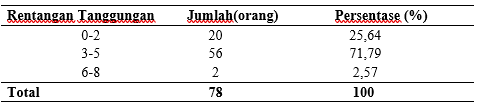 Rentangan Tanggungan Jumlah(orang) Persentase (%)
0-2 20 25,64
3-5 56 71,79
6-8 2 2,57
Total 78 100